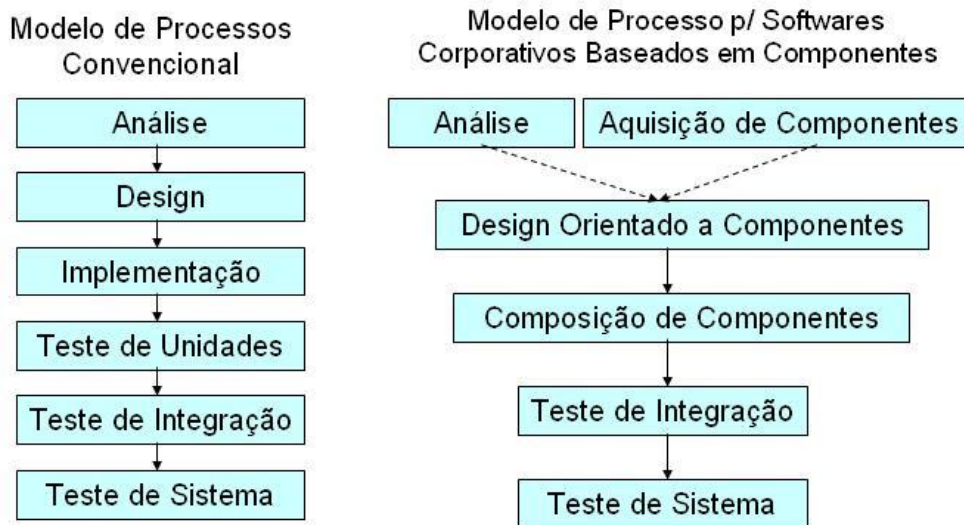 Modelo de Processos
Convencional
Análise
Design
Implementação
Teste de Unidades
Teste de Integração
Teste de Sistema
Modelo de Processo p/ Softwares
Corporativos Baseados em Componentes
Análise
Aquisição de Componentes
Design Orientado a Componentes
Composição de Componentes
Teste de Integração
Teste de Sistema